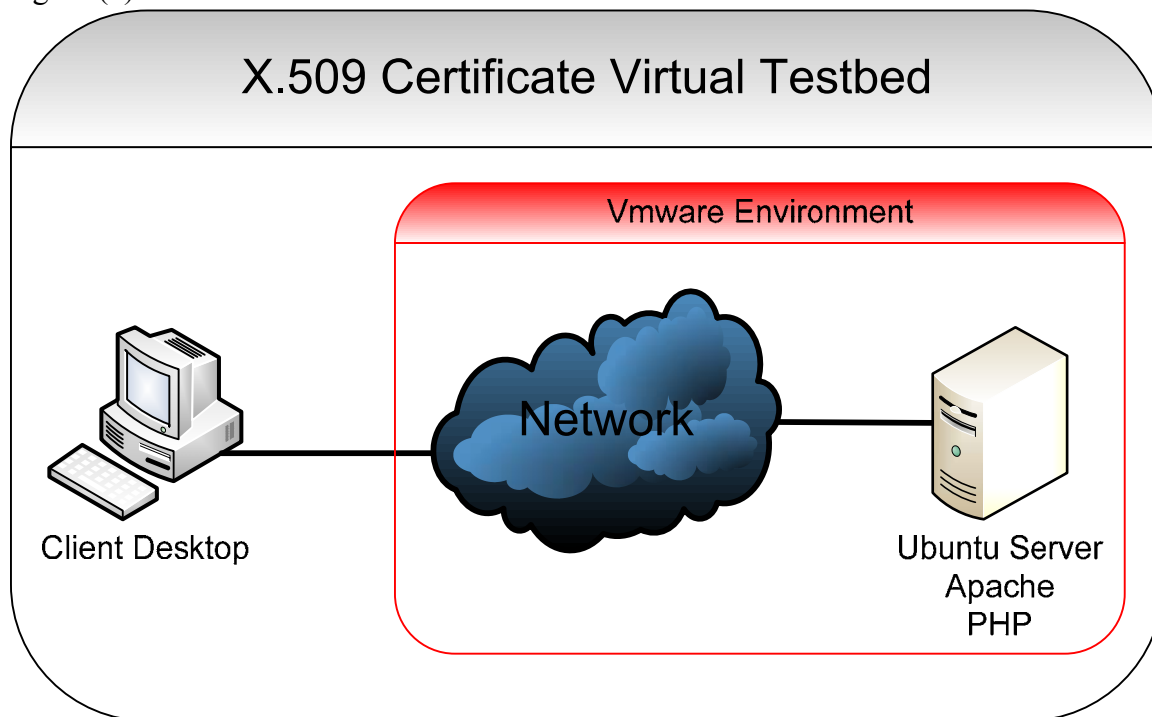 X.509 Certificate Virtual Testbed
Vmware Environment
Network
Client Desktop
Ubuntu Server
Apache
PHP